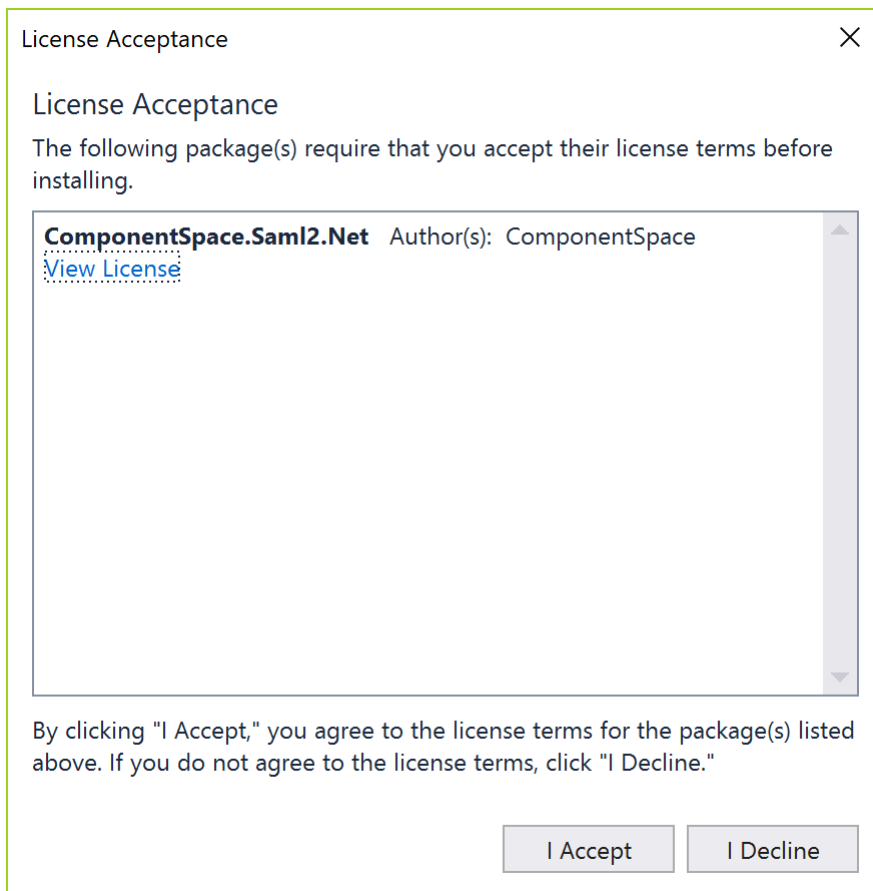 License Acceptance
License Acceptance
The following package(s) require that you accept their license terms before
installing.
ComponentSpace.Saml2.Net Author(s): ComponentSpace
View License
By clicking "I Accept," you agree to the license terms for the package(s) listed
above. If you do not agree to the license terms, click "I Decline."
I Accept I Decline